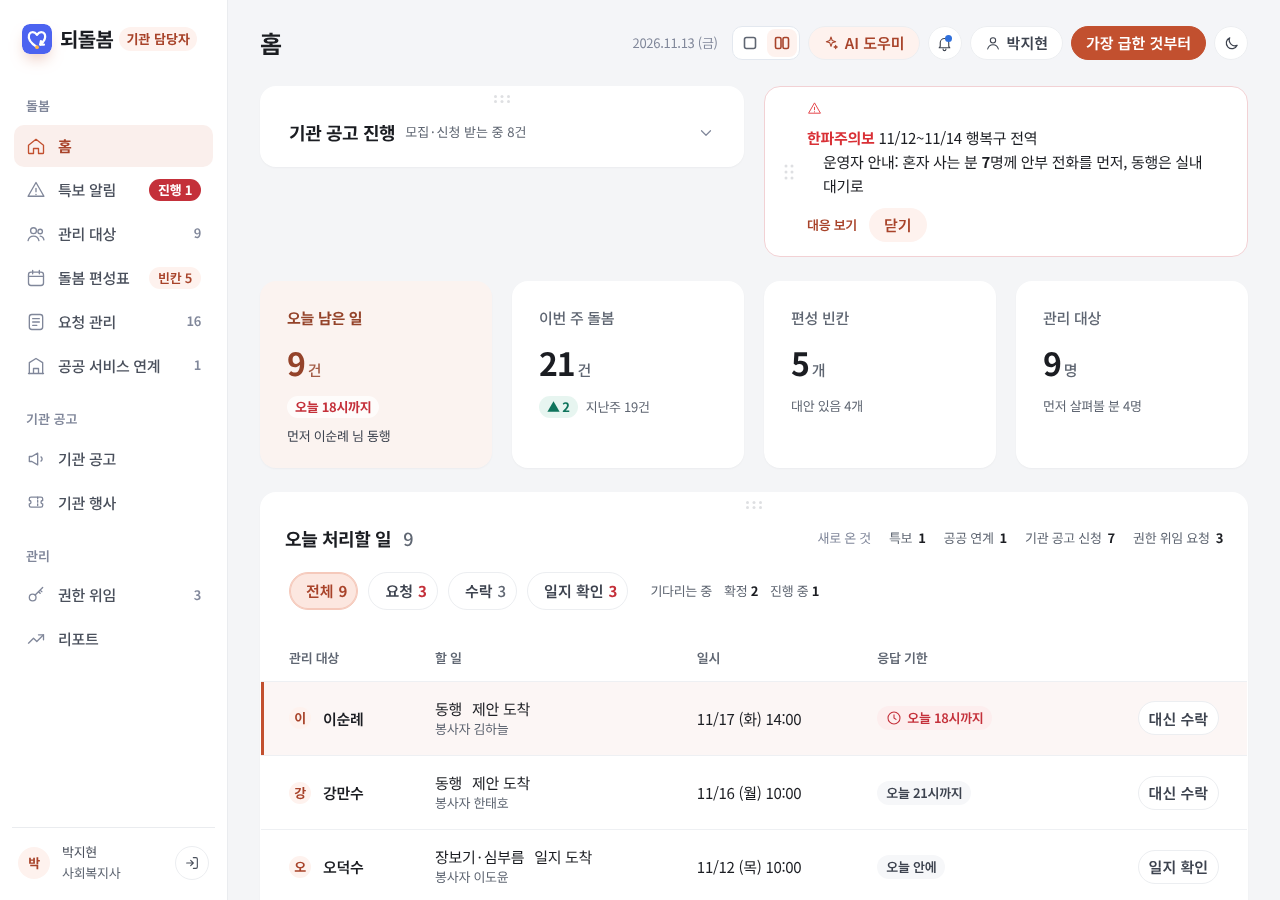 되돌봄 기관 담당자
돌봄
홈
특보 알림 진행 1
관리 대상 9
돌봄 편성표 빈칸 5
요청 관리 16
공공 서비스 연계 1
기관 공고
기관 공고
기관 행사
관리
권한 위임 3
리포트
박 박지현
사회복지사
홈
2026.11.13 (금) AI 도우미 박지현 가장 급한 것부터
기관 공고 진행 모집·신청 받는 중 8건
한파주의보 11/12~11/14 행복구 전역
운영자 안내: 혼자 사는 분 7명께 안부 전화를 먼저, 동행은 실내
대기로
대응 보기 닫기
오늘 남은 일
9건
오늘 18시까지
먼저 이순례 님 동행
이번 주 돌봄
21건
▲2 지난주 19건
편성 빈칸
5개
대안 있음 4개
관리 대상
9명
먼저 살펴볼 분 4명
오늘 처리할 일 9
새로 온 것 특보 1 공공 연계 1 기관 공고 신청 7 권한 위임 요청 3
전체 9 요청 3 수락 3 일지 확인 3 기다리는 중 확정 2 진행 중 1
관리 대상 할 일 일시 응답 기한
이 이순례 동행 제안 도착 11/17 (화) 14:00 오늘 18시까지 대신 수락
봉사자 김하늘
강 강만수 동행 제안 도착 11/16 (월) 10:00 오늘 21시까지 대신 수락
봉사자 한태호
오 오덕수 장보기·심부름 일지 도착 11/12 (목) 10:00 오늘 안에 일지 확인
봉사자 이도윤